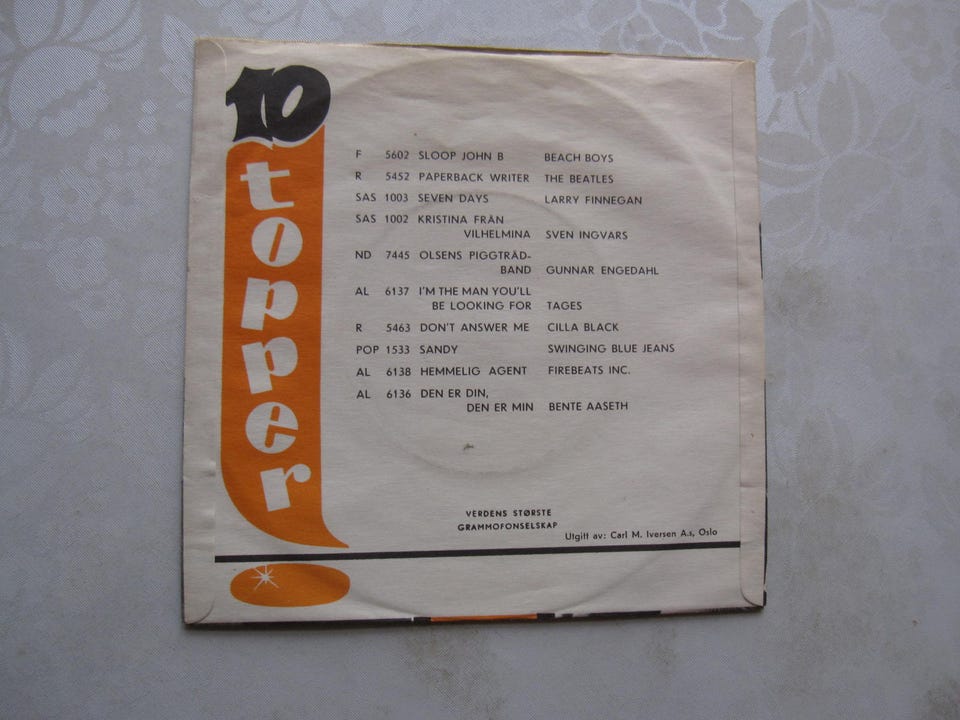 10
topper
F 5602 SLOOP JOHN B BEACH BOYS
R 5452 PAPERBACK WRITER THE BEATLES
SAS 1003 SEVEN DAYS LARRY FINNEGAN
SAS 1002 KRISTINA FRÅN
VILHELMINA SVEN INGVARS
ND 7445 OLSENS PIGGTRÅD-
BAND GUNNAR ENGEDAHL
AL 6137 I'M THE MAN YOU'LL
BE LOOKING FOR TAGES
R 5463 DON'T ANSWER ME CILLA BLACK
POP 1533 SANDY SWINGING BLUE JEANS
AL 6138 HEMMELIG AGENT FIREBEATS INC.
AL 6136 DEN ER DIN,
DEN ER MIN BENTE AASETH
VERDENS STØRSTE
GRAMMOFONSELSKAP
Utgitt av: Carl M. Iversen A.s, Oslo